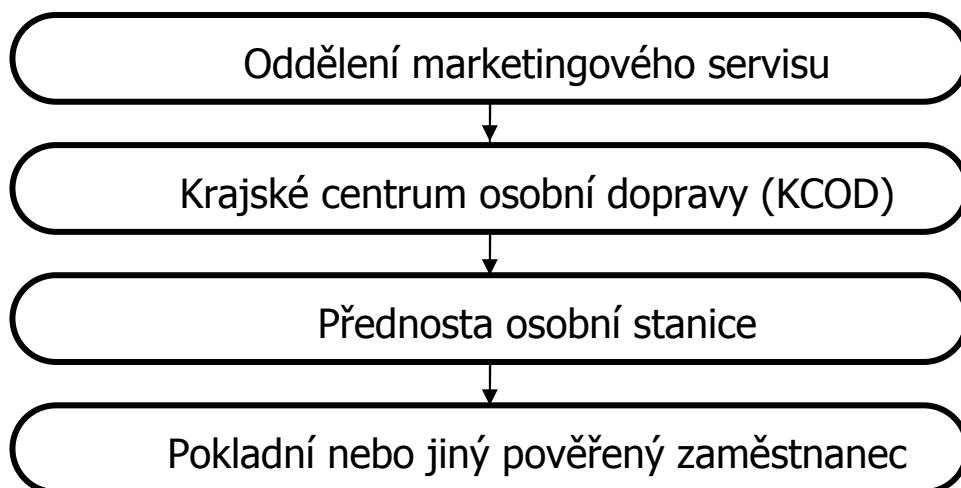 Oddělení marketingového servisu
Krajské centrum osobní dopravy (KCOD)
Přednosta osobní stanice
Pokladní nebo jiný pověřený zaměstnanec